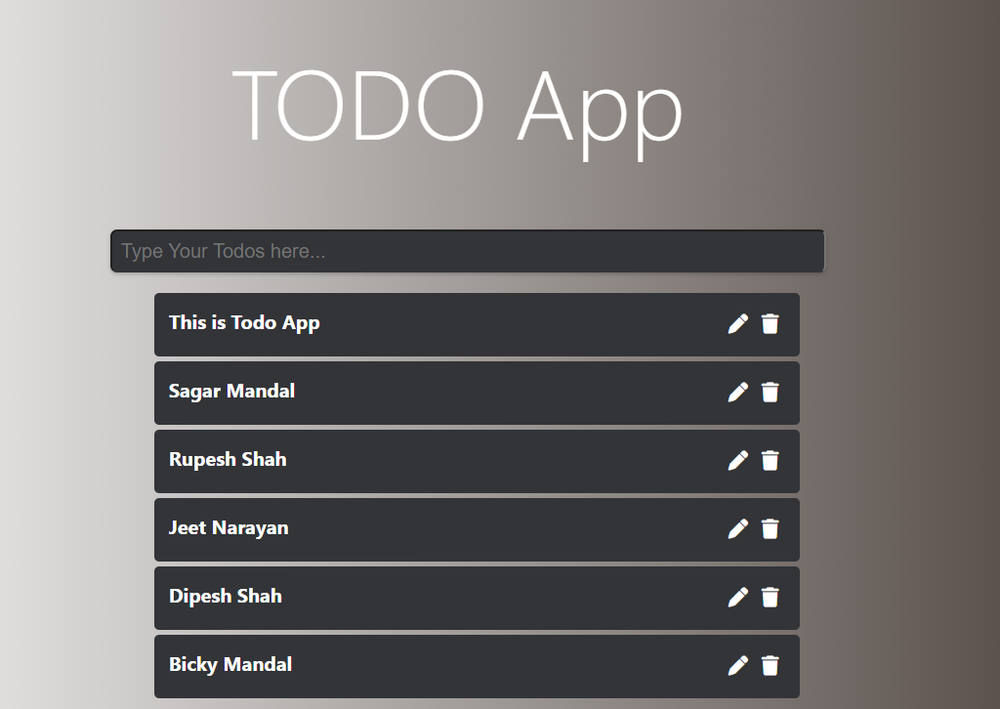 TODO App
Type Your Todos here...
This is Todo App
Sagar Mandal
Rupesh Shah
Jeet Narayan
Dipesh Shah
Bicky Mandal